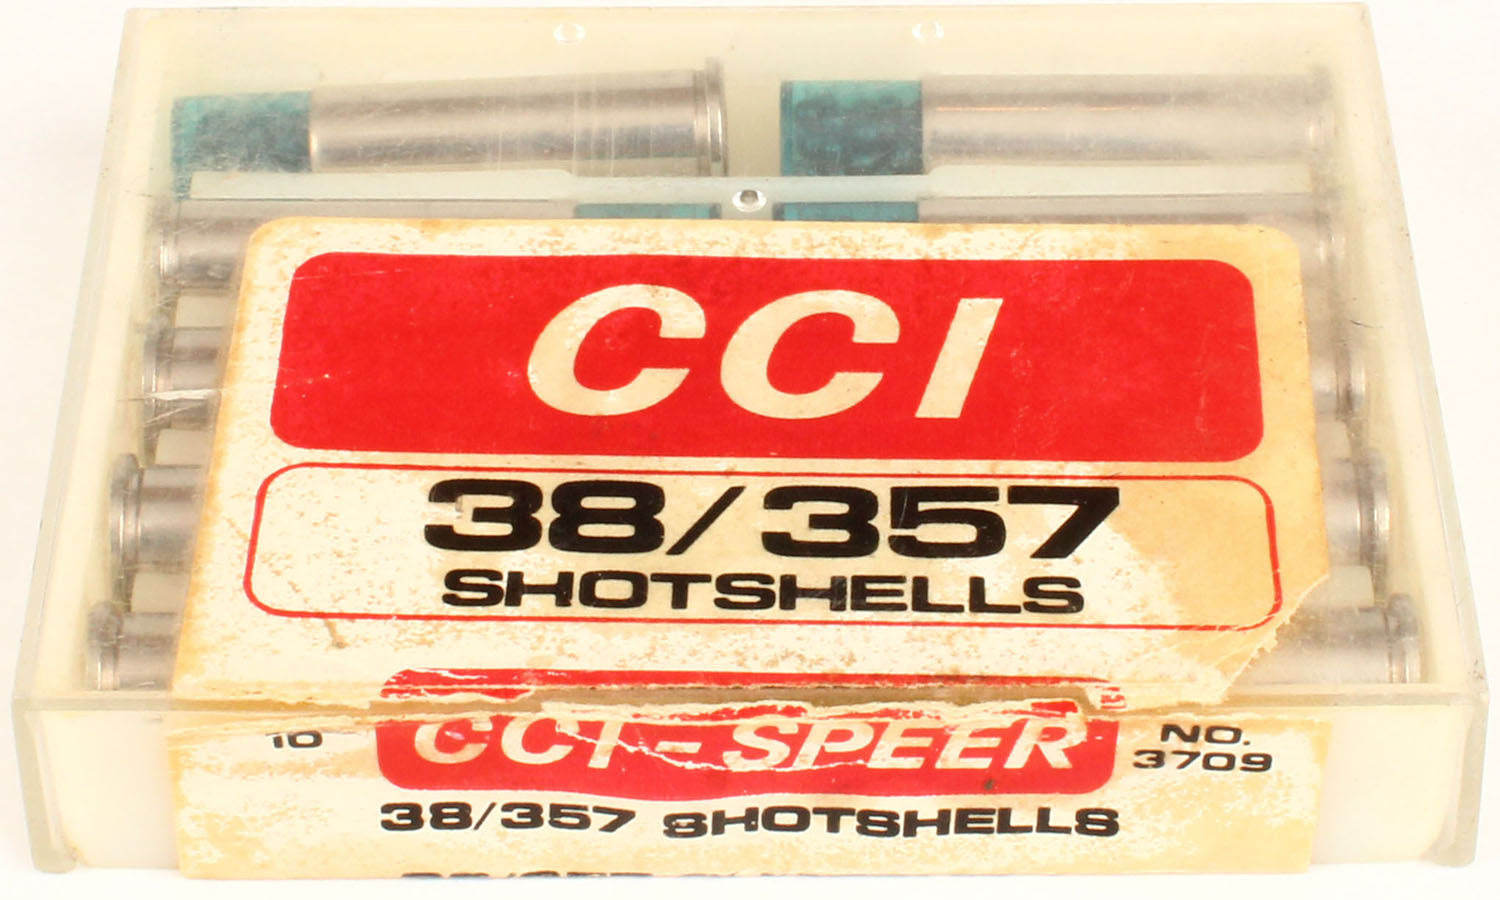 CCI
38/357
SHOTSHELLS
10
CCI-SPEER
NO.
3709
38/357 SHOTSHELLS